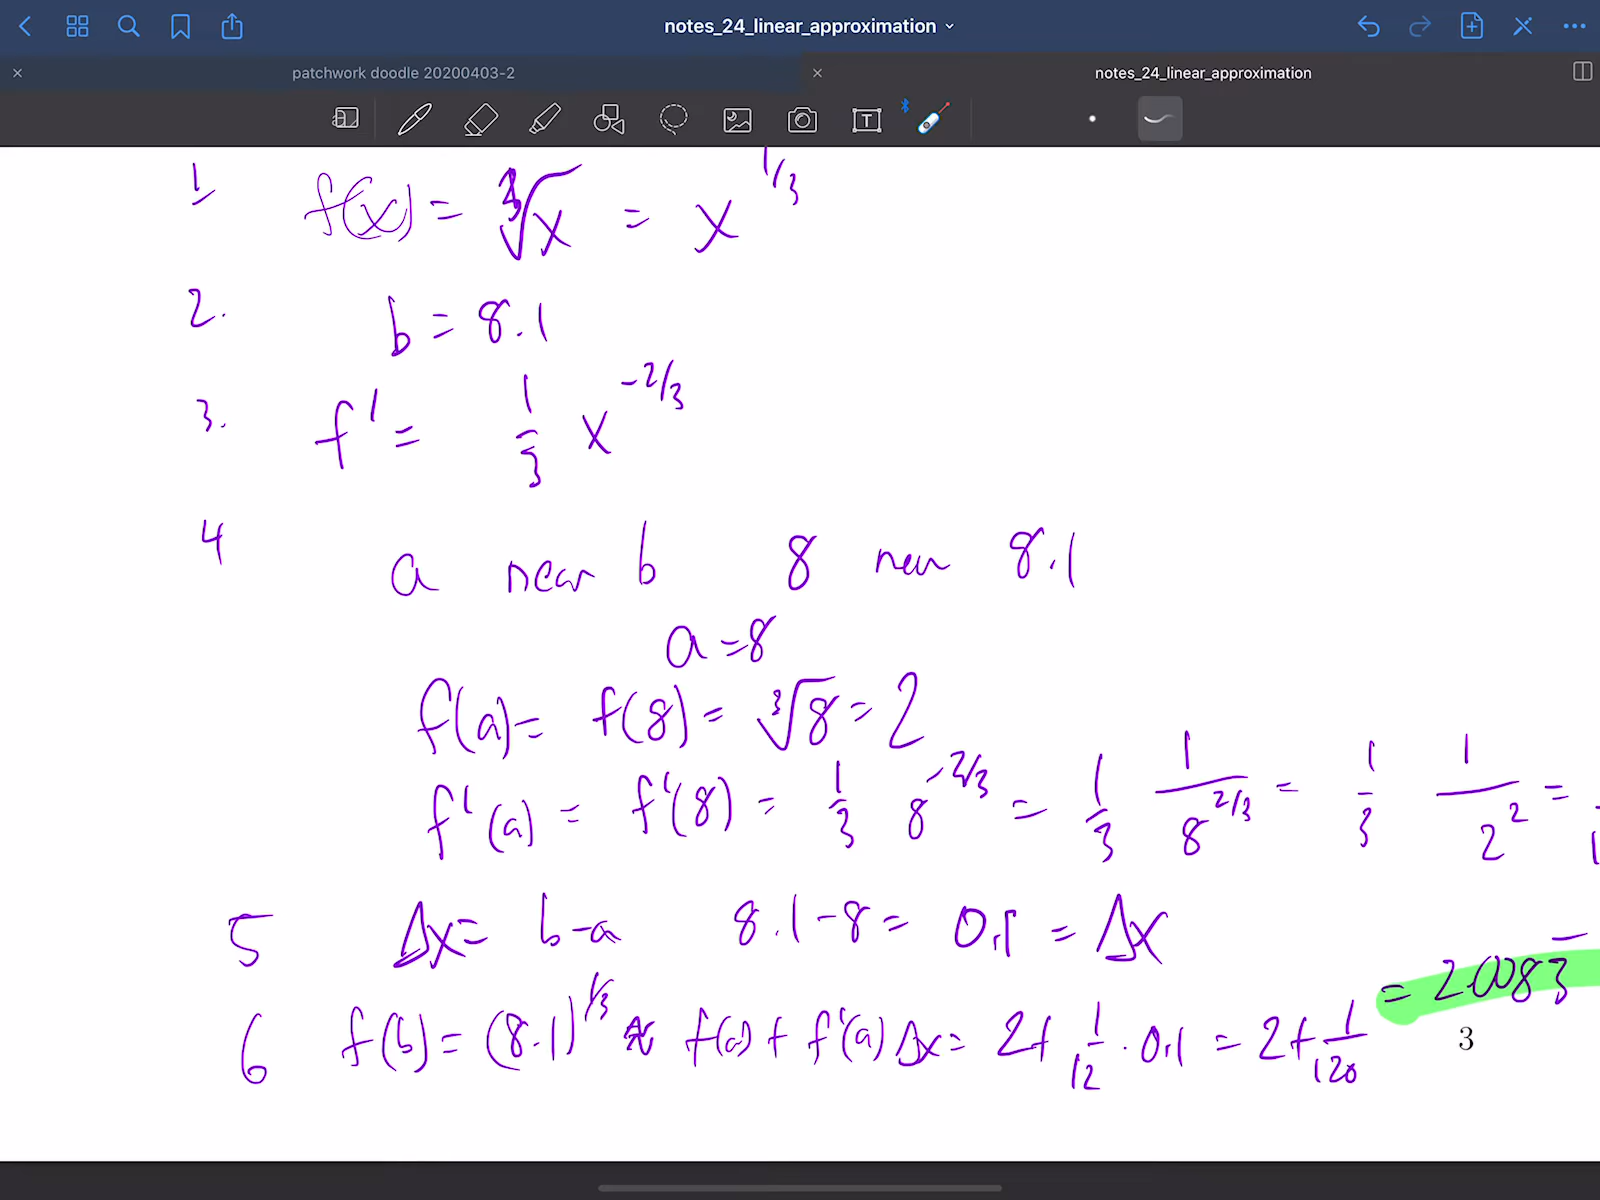 notes_24_linear_approximation
patchwork doodle 20200403-2
notes_24_linear_approximation
1 f(x) = ∛x = x^{1/3}
2. b = 8.1
3. f' = 1/3 x^{-2/3}
4 a near b 8 near 8.1
a = 8
f(a) = f(8) = ∛8 = 2
f'(a) = f'(8) = 1/3 8^{-2/3} = 1/3 1/8^{2/3} = 1/3 1/2^2 =
5 Δx = b-a 8.1-8 = 0.1 = Δx
= 2.0083̅
6 f(b) = (8.1)^{1/3} ≈ f(a) + f'(a) Δx = 2 + 1/12 · 0.1 = 2 + 1/120
3